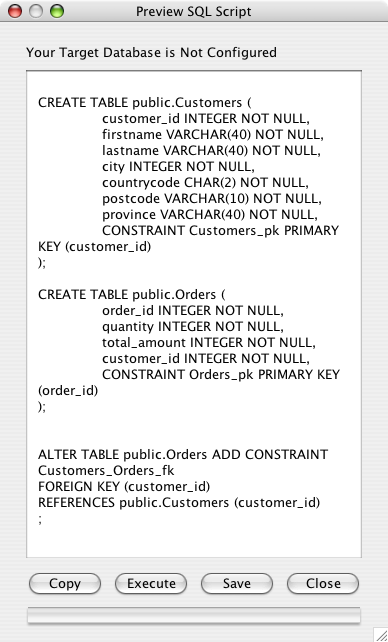 Preview SQL Script
Your Target Database is Not Configured
CREATE TABLE public.Customers (
customer_id INTEGER NOT NULL,
firstname VARCHAR(40) NOT NULL,
lastname VARCHAR(40) NOT NULL,
city INTEGER NOT NULL,
countrycode CHAR(2) NOT NULL,
postcode VARCHAR(10) NOT NULL,
province VARCHAR(40) NOT NULL,
CONSTRAINT Customers_pk PRIMARY
KEY (customer_id)
);
CREATE TABLE public.Orders (
order_id INTEGER NOT NULL,
quantity INTEGER NOT NULL,
total_amount INTEGER NOT NULL,
customer_id INTEGER NOT NULL,
CONSTRAINT Orders_pk PRIMARY KEY
(order_id)
);
ALTER TABLE public.Orders ADD CONSTRAINT
Customers_Orders_fk
FOREIGN KEY (customer_id)
REFERENCES public.Customers (customer_id)
;
Copy Execute Save Close